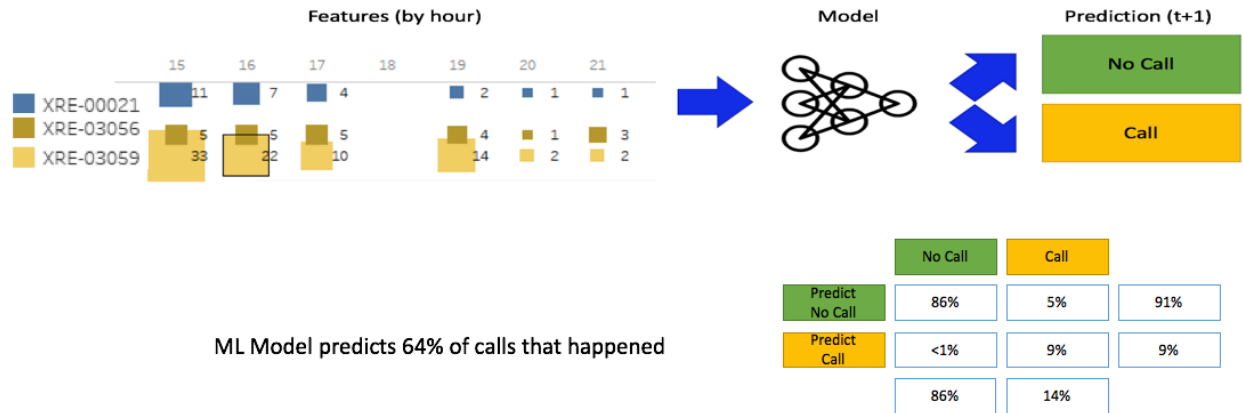 Features (by hour)
Model
Prediction (t+1)
15 16 17 18 19 20 21
XRE-00021 11 7 4 2 1 1
XRE-03056 5 5 5 4 1 3
XRE-03059 33 22 10 14 2 2
No Call
Call
No Call Call
Predict
No Call
86% 5% 91%
Predict
Call
<1% 9% 9%
86% 14%
ML Model predicts 64% of calls that happened